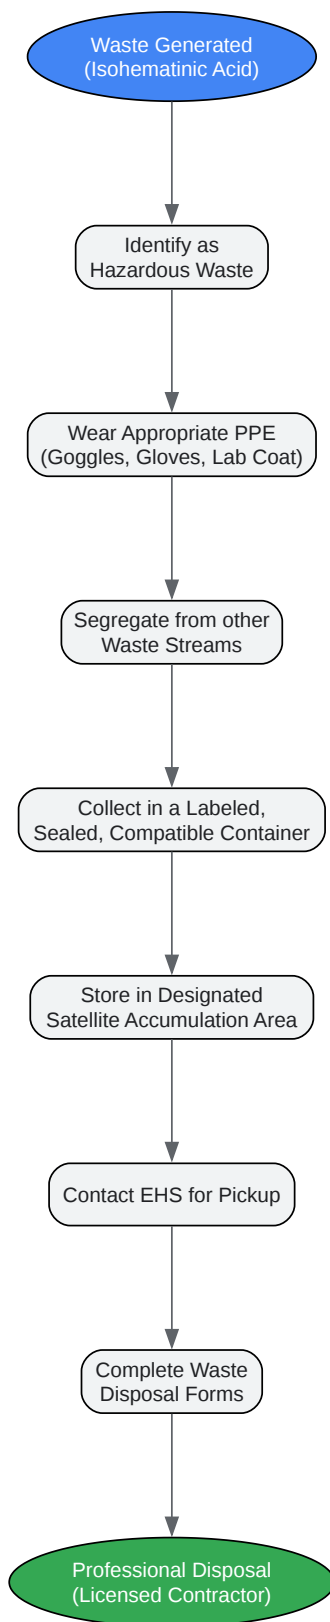 Waste Generated
(Isohematinic Acid)
Identify as
Hazardous Waste
Wear Appropriate PPE
(Goggles, Gloves, Lab Coat)
Segregate from other
Waste Streams
Collect in a Labeled,
Sealed, Compatible Container
Store in Designated
Satellite Accumulation Area
Contact EHS for Pickup
Complete Waste
Disposal Forms
Professional Disposal
(Licensed Contractor)